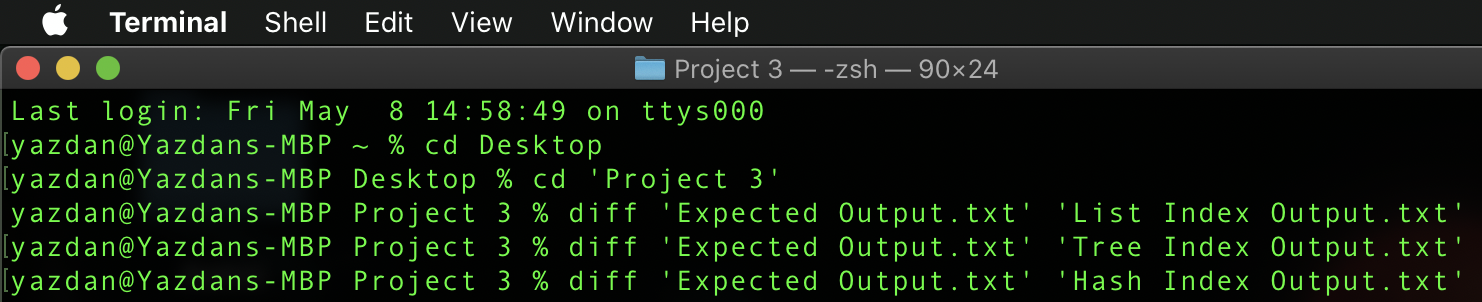 Terminal Shell Edit View Window Help
Project 3 — -zsh — 90×24
Last login: Fri May  8 14:58:49 on ttys000
[yazdan@Yazdans-MBP ~ % cd Desktop
[yazdan@Yazdans-MBP Desktop % cd 'Project 3'
yazdan@Yazdans-MBP Project 3 % diff 'Expected Output.txt' 'List Index Output.txt'
[yazdan@Yazdans-MBP Project 3 % diff 'Expected Output.txt' 'Tree Index Output.txt'
[yazdan@Yazdans-MBP Project 3 % diff 'Expected Output.txt' 'Hash Index Output.txt'